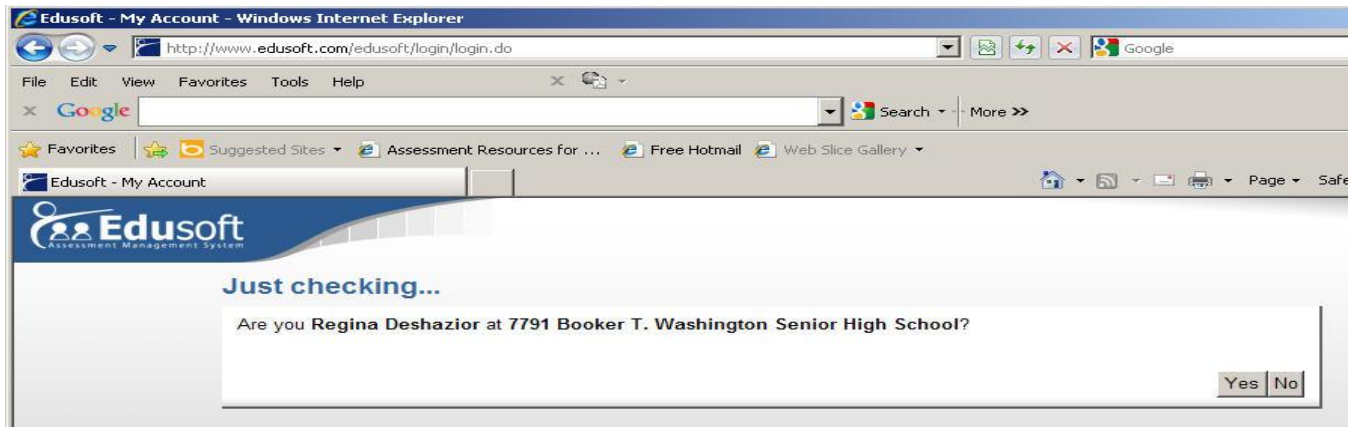 Edusoft - My Account - Windows Internet Explorer
http://www.edusoft.com/edusoft/login/login.do Google
File Edit View Favorites Tools Help
Google Search More >>
Favorites Suggested Sites Assessment Resources for ... Free Hotmail Web Slice Gallery
Edusoft - My Account Page Safe
Edusoft
Assessment Management System
Just checking...
Are you Regina Deshazior at 7791 Booker T. Washington Senior High School?
Yes No